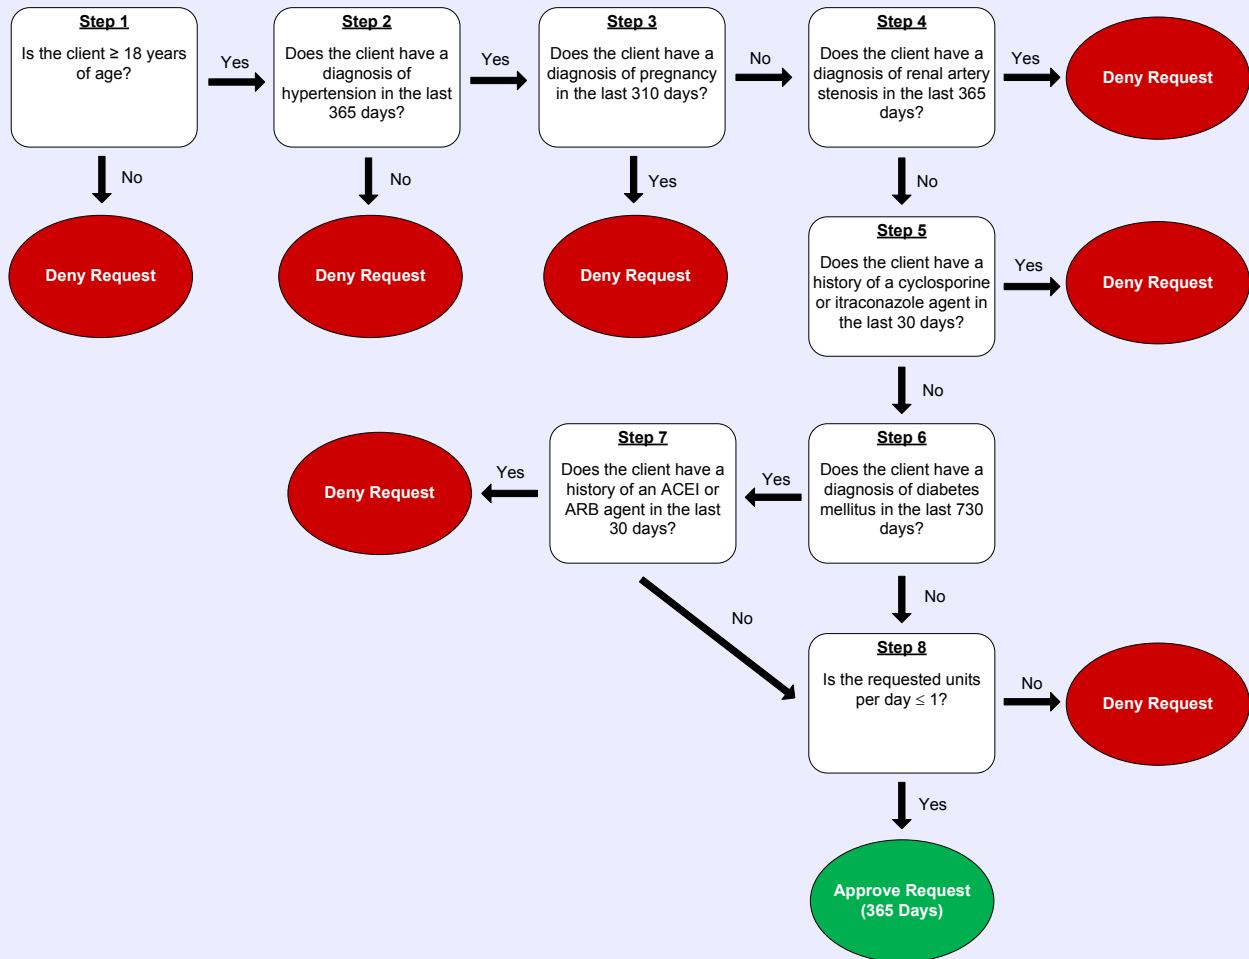 Step 1
Is the client ≥ 18 years
of age?
Yes
No
Deny Request
Step 2
Does the client have a
diagnosis of
hypertension in the last
365 days?
Yes
No
Deny Request
Step 3
Does the client have a
diagnosis of pregnancy
in the last 310 days?
No
Yes
Deny Request
Step 4
Does the client have a
diagnosis of renal artery
stenosis in the last 365
days?
Yes
Deny Request
No
Step 5
Does the client have a
history of a cyclosporine
or itraconazole agent in
the last 30 days?
Yes
Deny Request
No
Step 6
Does the client have a
diagnosis of diabetes
mellitus in the last 730
days?
Yes
No
Step 7
Does the client have a
history of an ACEI or
ARB agent in the last
30 days?
Yes
Deny Request
No
Step 8
Is the requested units
per day ≤ 1?
No
Deny Request
Yes
Approve Request
(365 Days)